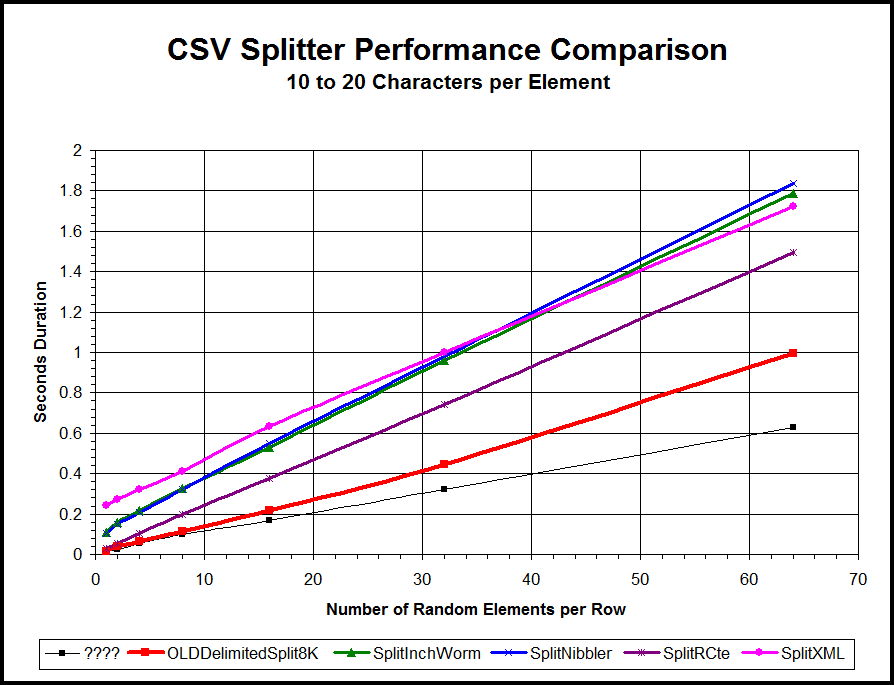 CSV Splitter Performance Comparison
10 to 20 Characters per Element
2
1.8
1.6
1.4
1.2
1
0.8
0.6
0.4
0.2
0
Seconds Duration
0 10 20 30 40 50 60 70
Number of Random Elements per Row
???? OLDDelimitedSplit8K SplitInchWorm SplitNibbler SplitRCte SplitXML